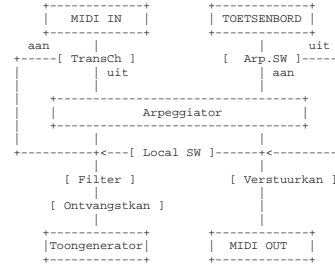 MIDI IN TOETSENBORD
aan uit
[ TransCh ] [ Arp.SW ]
uit aan
Arpeggiator
<---[ Local SW ]-----+<
[ Filter ] [ Verstuurkan ]
[ Ontvangstkan ]
Toongenerator MIDI OUT